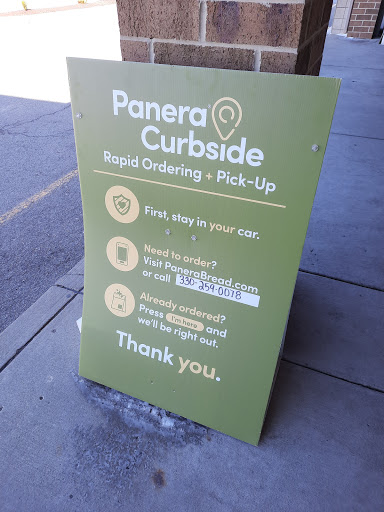 Panera
Curbside
Rapid Ordering + Pick-Up
First, stay in your car.
Need to order?
Visit PaneraBread.com
or call 330-259-0078
Already ordered?
Press I'm here and
we'll be right out.
Thank you.